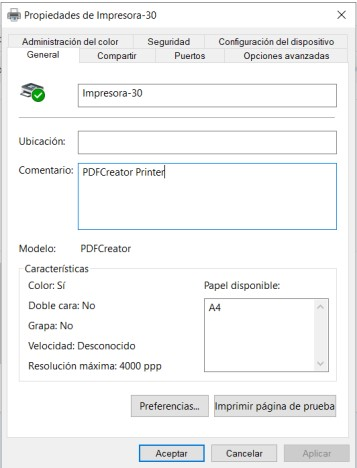 Propiedades de Impresora-30
Administración del color Seguridad Configuración del dispositivo
General Compartir Puertos Opciones avanzadas
Impresora-30
Ubicación:
Comentario: PDFCreator Printer
Modelo: PDFCreator
Características
Color: Sí Papel disponible:
Doble cara: No A4
Grapa: No
Velocidad: Desconocido
Resolución máxima: 4000 ppp
Preferencias... Imprimir página de prueba
Aceptar Cancelar Aplicar